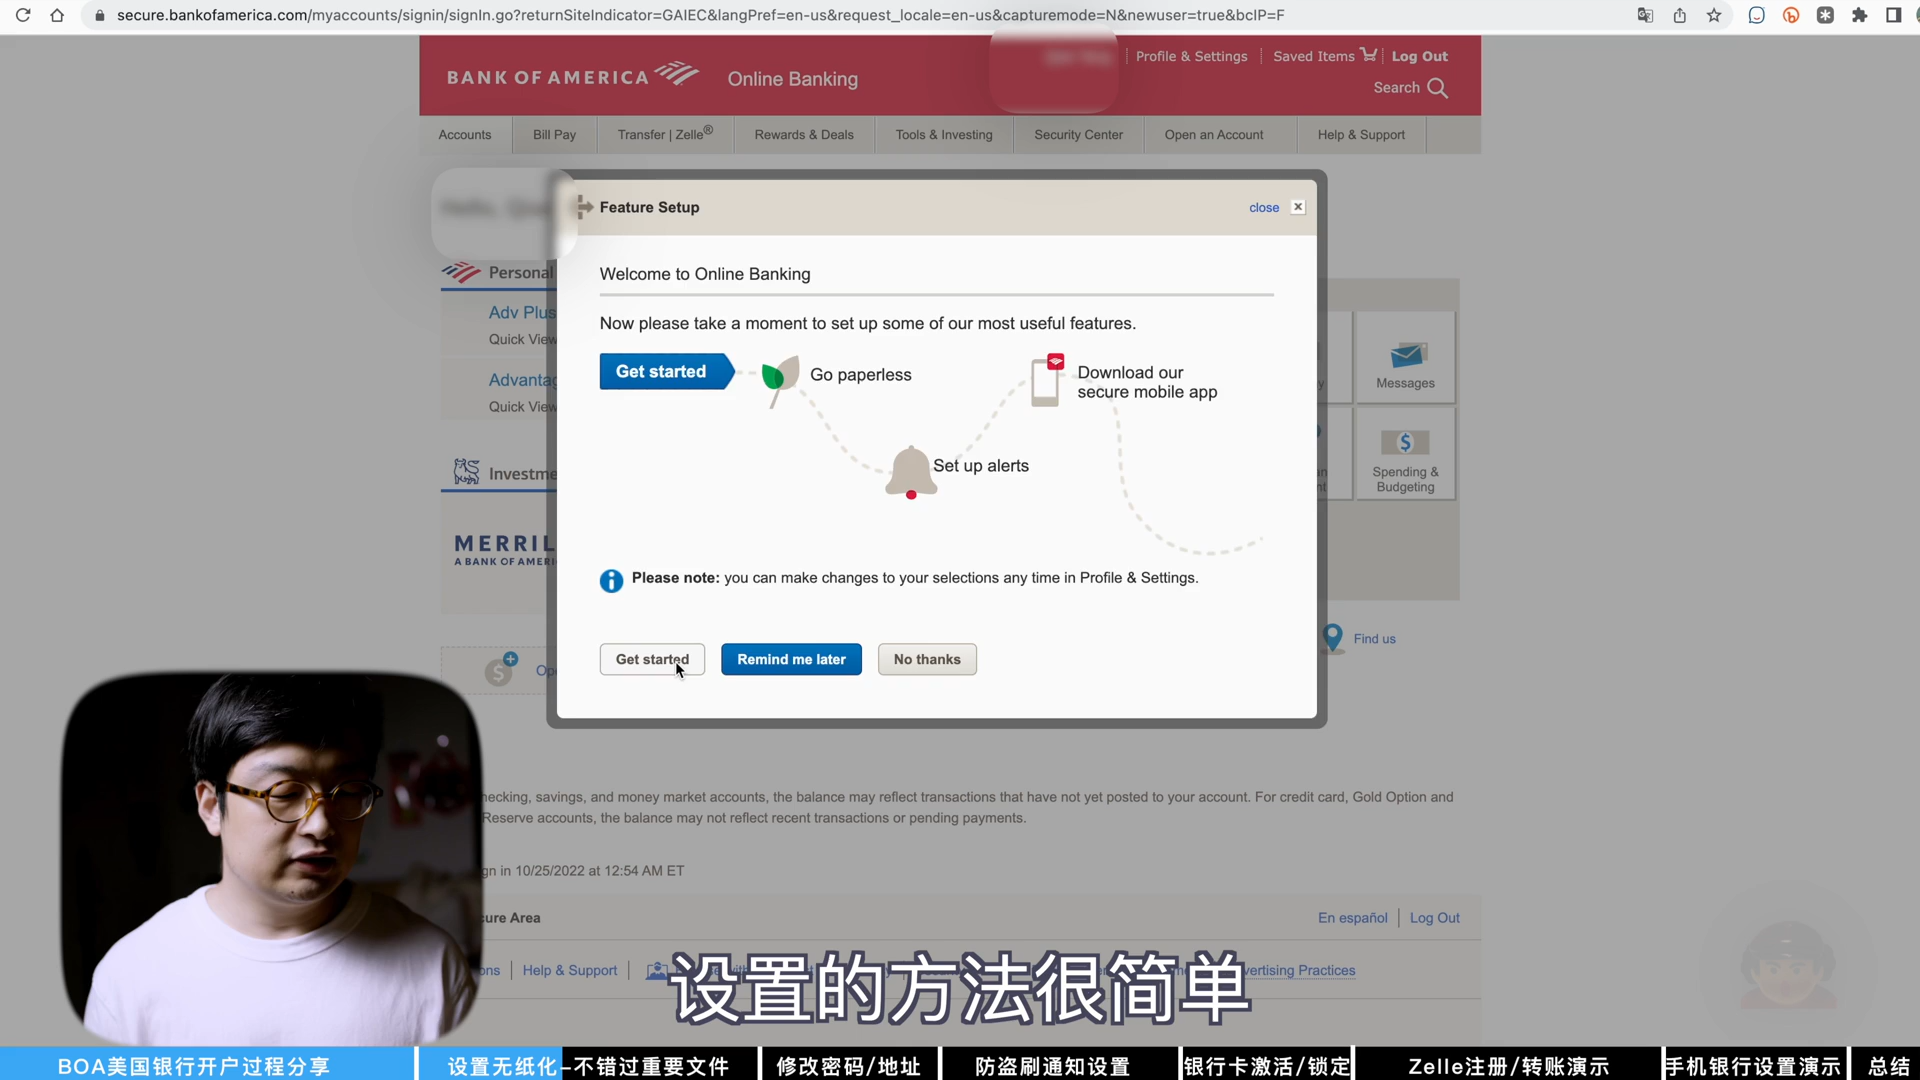 secure.bankofamerica.com/myaccounts/signin/signIn.go?returnSiteIndicator=GAIEC&langPref=en-us&request_locale=en-us&capturemode=N&newuser=true&bcIP=F
BANK OF AMERICA
Online Banking
Profile & Settings
Saved Items
Log Out
Search
Accounts
Bill Pay
Transfer | Zelle®
Rewards & Deals
Tools & Investing
Security Center
Open an Account
Help & Support
Feature Setup
close
Personal
Welcome to Online Banking
Adv Plus
Quick View
Now please take a moment to set up some of our most useful features.
Get started
Go paperless
Download our
secure mobile app
Set up alerts
Messages
Quick View
Spending &
Budgeting
MERRIL
A BANK OF AMERI
Please note: you can make changes to your selections any time in Profile & Settings.
Get started
Remind me later
No thanks
Find us
hecking, savings, and money market accounts, the balance may reflect transactions that have not yet posted to your account. For credit card, Gold Option and
Reserve accounts, the balance may not reflect recent transactions or pending payments.
gn in 10/25/2022 at 12:54 AM ET
cure Area
En español
Log Out
ons
Help & Support
vertising Practices
设置的方法很简单
BOA美国银行开户过程分享
设置无纸化—不错过重要文件
修改密码/地址
防盗刷通知设置
银行卡激活/锁定
Zelle注册/转账演示
手机银行设置演示
总结